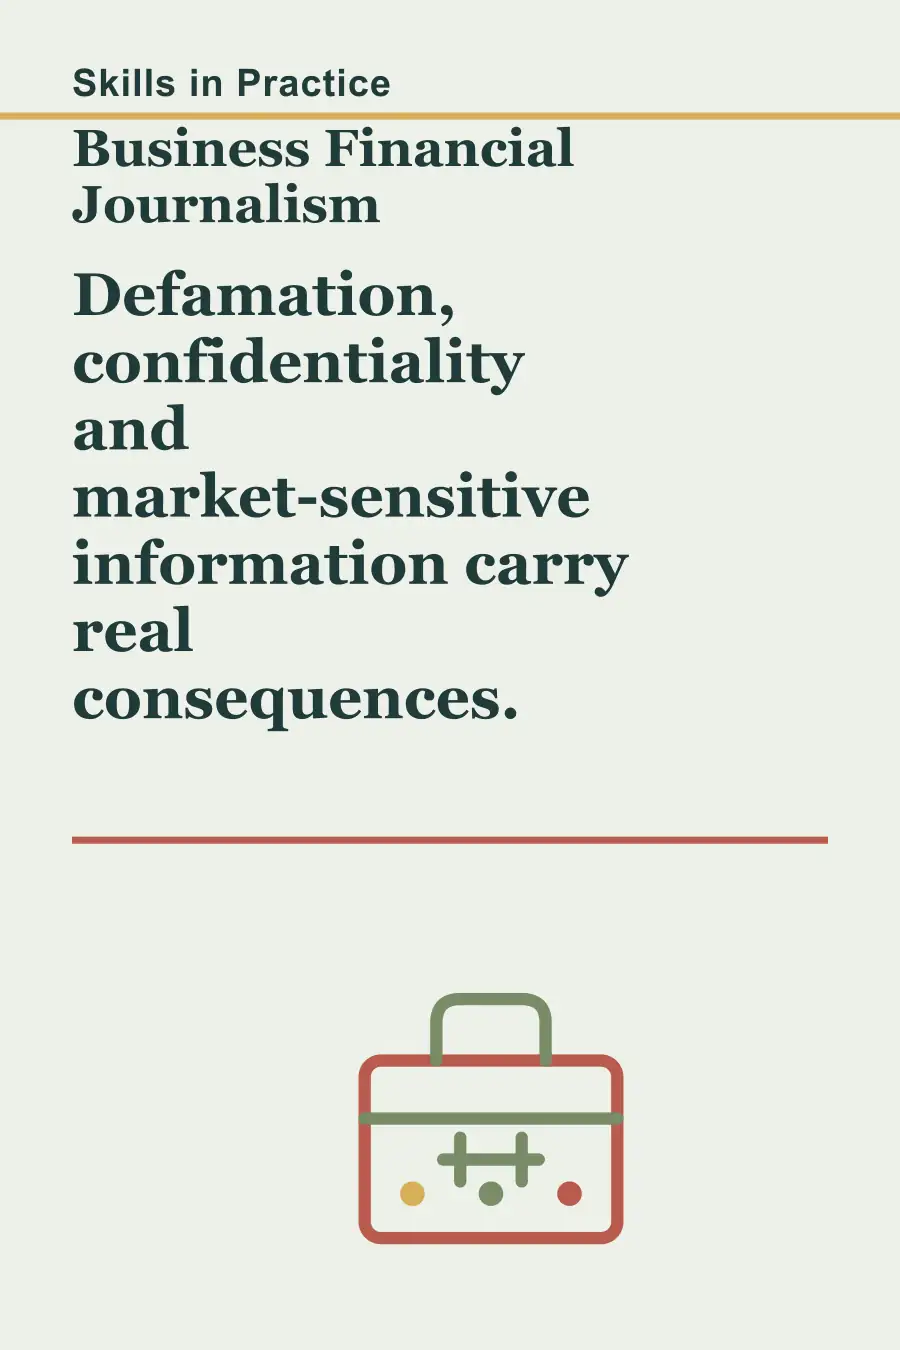 Skills in Practice
Business Financial
Journalism
Defamation,
confidentiality
and
market-sensitive
information carry
real
consequences.